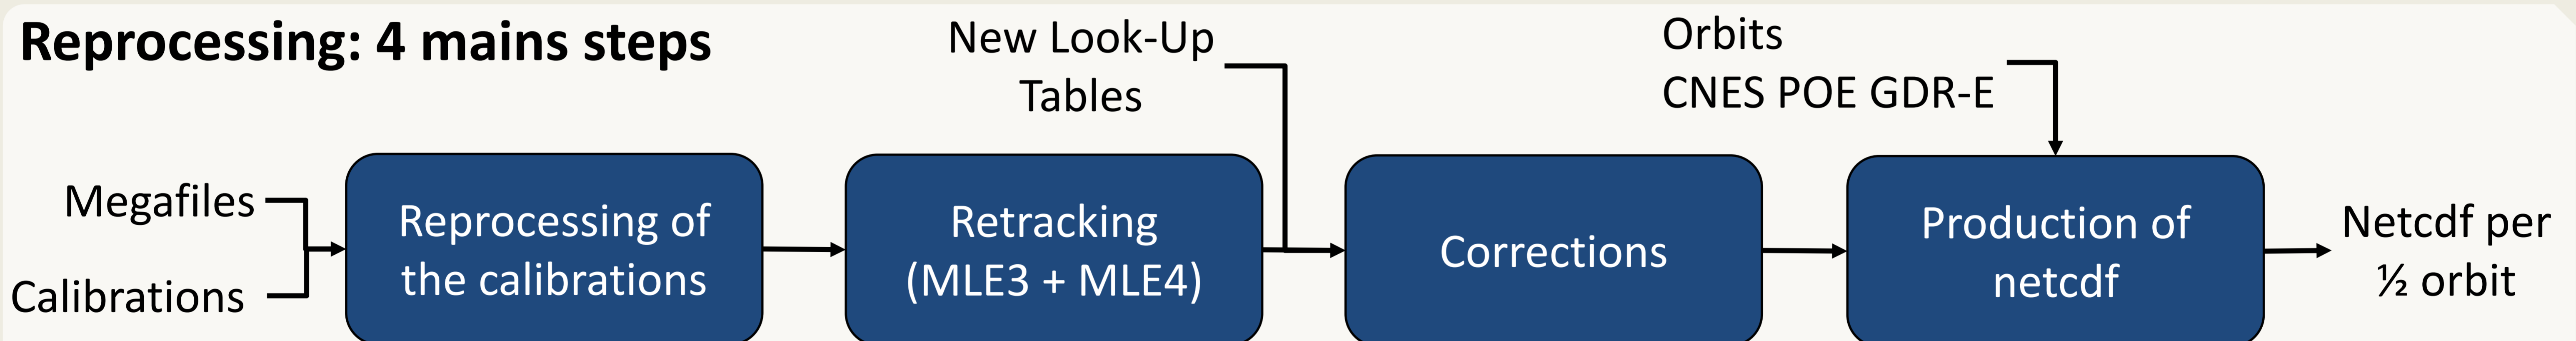 Reprocessing: 4 mains steps
New Look-Up
Tables
Orbits
CNES POE GDR-E
Megafiles
Calibrations
Reprocessing of
the calibrations
Retracking
(MLE3 + MLE4)
Corrections
Production of
netcdf
Netcdf per
½ orbit